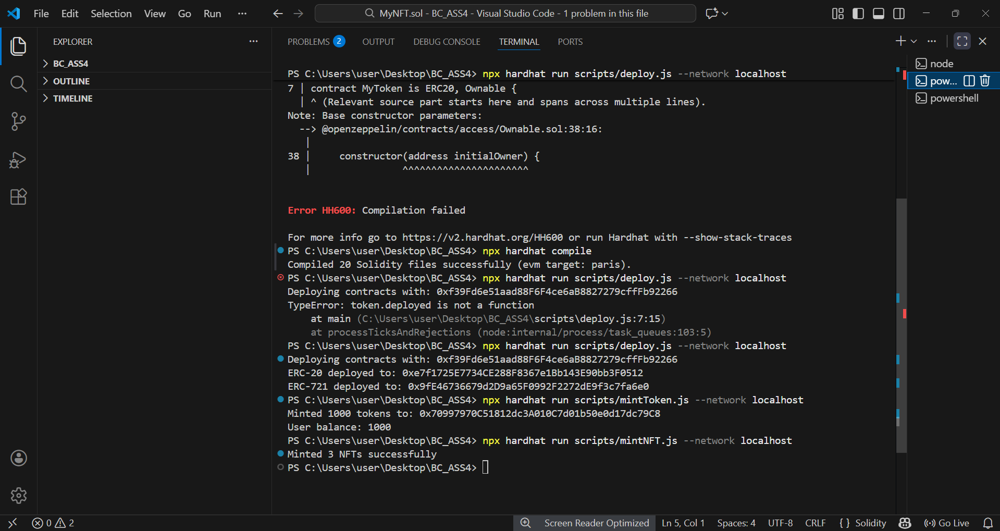 File Edit Selection View Go Run ···
MyNFT.sol - BC_ASS4 - Visual Studio Code - 1 problem in this file
EXPLORER
BC_ASS4
OUTLINE
TIMELINE
PROBLEMS 2 OUTPUT DEBUG CONSOLE TERMINAL PORTS
PS C:\Users\user\Desktop\BC_ASS4> npx hardhat run scripts/deploy.js --network localhost
7 | contract MyToken is ERC20, Ownable {
| ^ (Relevant source part starts here and spans across multiple lines).
Note: Base constructor parameters:
--> @openzeppelin/contracts/access/Ownable.sol:38:16:
|
38 | constructor(address initialOwner) {
| ^^^^^^^^^^^^^^^^^^^^^^
Error HH600: Compilation failed
For more info go to https://v2.hardhat.org/HH600 or run Hardhat with --show-stack-traces
PS C:\Users\user\Desktop\BC_ASS4> npx hardhat compile
Compiled 20 Solidity files successfully (evm target: paris).
PS C:\Users\user\Desktop\BC_ASS4> npx hardhat run scripts/deploy.js --network localhost
Deploying contracts with: 0xf39Fd6e51aad88F6F4ce6aB8827279cffFb92266
TypeError: token.deployed is not a function
at main (C:\Users\user\Desktop\BC_ASS4\scripts\deploy.js:7:15)
at processTicksAndRejections (node:internal/process/task_queues:103:5)
PS C:\Users\user\Desktop\BC_ASS4> npx hardhat run scripts/deploy.js --network localhost
Deploying contracts with: 0xf39Fd6e51aad88F6F4ce6aB8827279cffFb92266
ERC-20 deployed to: 0xe7f1725E7734CE288F8367e1Bb143E90bb3F0512
ERC-721 deployed to: 0x9fE46736679d2D9a65F0992F2272dE9f3c7fa6e0
PS C:\Users\user\Desktop\BC_ASS4> npx hardhat run scripts/mintToken.js --network localhost
Minted 1000 tokens to: 0x70997970C51812dc3A010C7d01b50e0d17dc79C8
User balance: 1000
PS C:\Users\user\Desktop\BC_ASS4> npx hardhat run scripts/mintNFT.js --network localhost
Minted 3 NFTs successfully
PS C:\Users\user\Desktop\BC_ASS4>
node
pow...
powershell
0 2 Screen Reader Optimized Ln 5, Col 1 Spaces: 4 UTF-8 CRLF { } Solidity Go Live